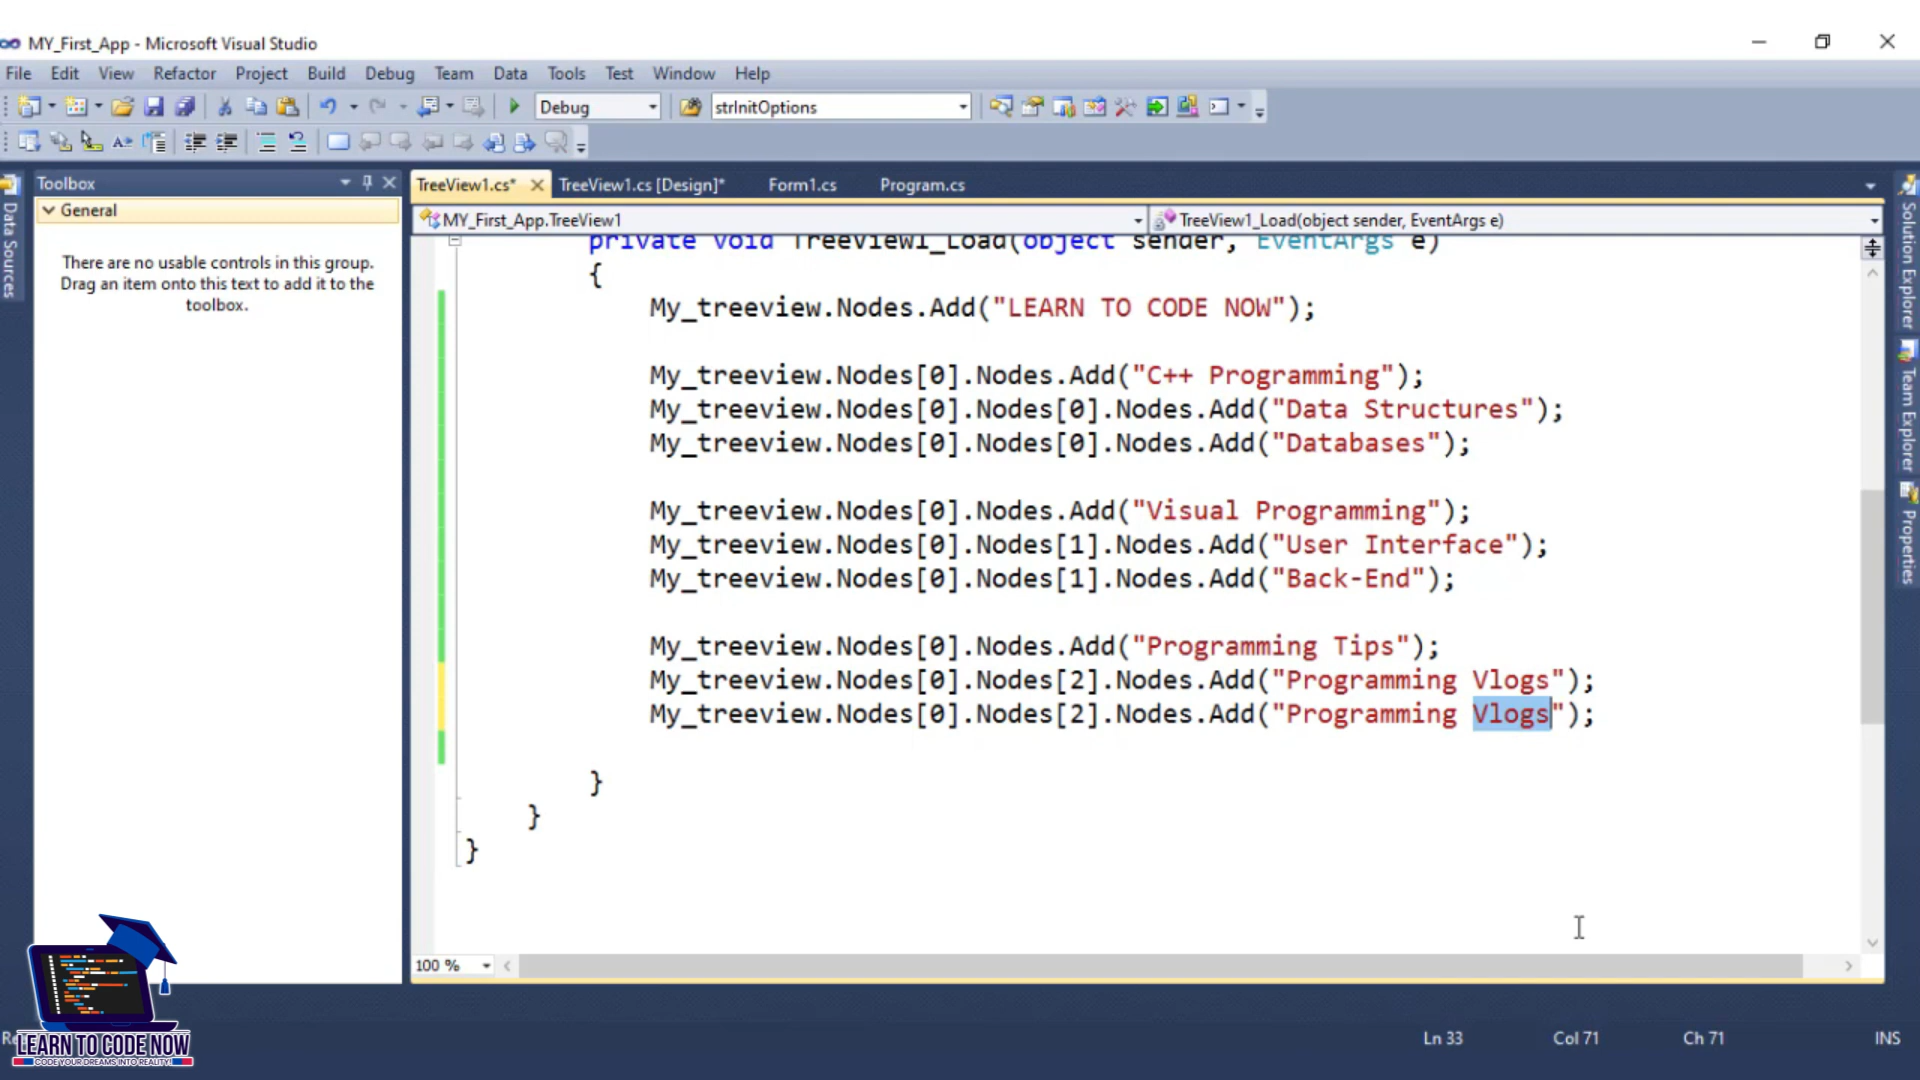 MY_First_App - Microsoft Visual Studio
File Edit View Refactor Project Build Debug Team Data Tools Test Window Help
Debug strInitOptions
Toolbox
General
There are no usable controls in this group.
Drag an item onto this text to add it to the
toolbox.
Data Sources
TreeView1.cs* TreeView1.cs [Design]* Form1.cs Program.cs
MY_First_App.TreeView1 TreeView1_Load(object sender, EventArgs e)
private void TreeView1_Load(object sender, EventArgs e)
{
My_treeview.Nodes.Add("LEARN TO CODE NOW");
My_treeview.Nodes[0].Nodes.Add("C++ Programming");
My_treeview.Nodes[0].Nodes[0].Nodes.Add("Data Structures");
My_treeview.Nodes[0].Nodes[0].Nodes.Add("Databases");
My_treeview.Nodes[0].Nodes.Add("Visual Programming");
My_treeview.Nodes[0].Nodes[1].Nodes.Add("User Interface");
My_treeview.Nodes[0].Nodes[1].Nodes.Add("Back-End");
My_treeview.Nodes[0].Nodes.Add("Programming Tips");
My_treeview.Nodes[0].Nodes[2].Nodes.Add("Programming Vlogs");
My_treeview.Nodes[0].Nodes[2].Nodes.Add("Programming Vlogs");
}
}
}
Solution Explorer
Team Explorer
Properties
100 %
Ln 33 Col 71 Ch 71 INS
LEARN TO CODE NOW
CODE YOUR DREAMS INTO REALITY!